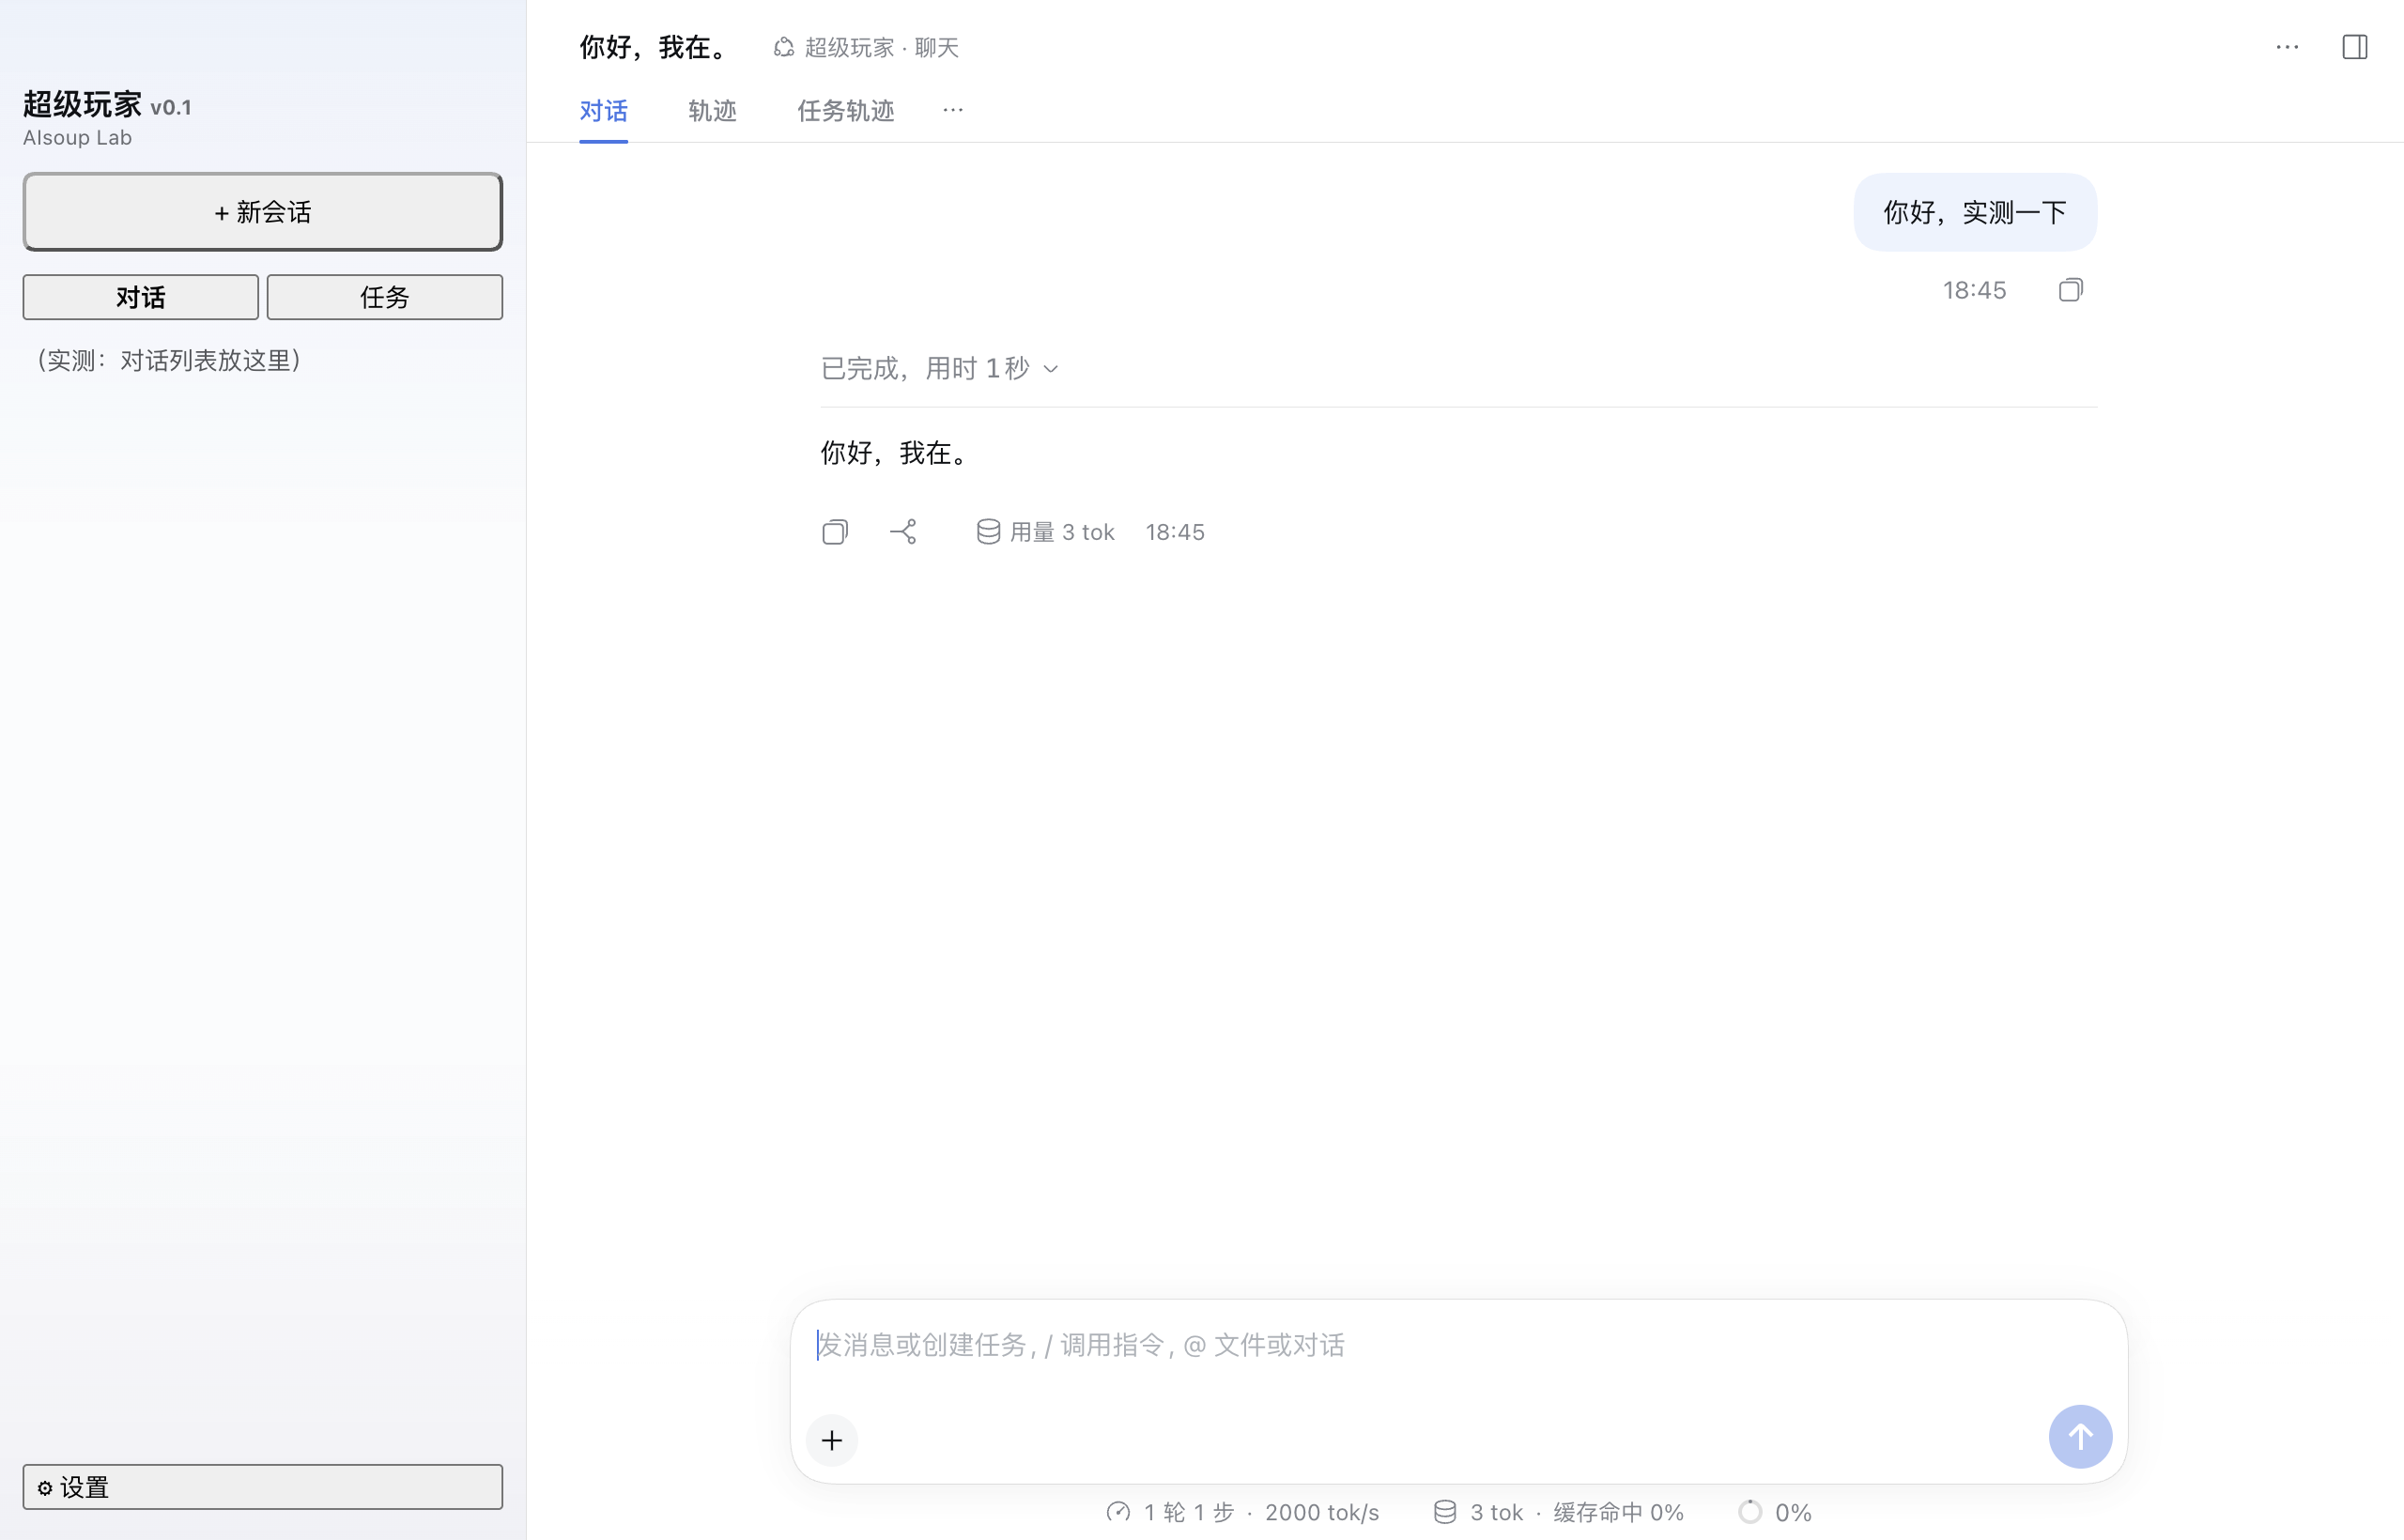 超级玩家 v0.1
AIsoup Lab
+ 新会话
对话
任务
（实测：对话列表放这里）
⚙ 设置
你好，我在。
超级玩家 · 聊天
对话
轨迹
任务轨迹
你好，实测一下
18:45
已完成，用时 1 秒
你好，我在。
用量 3 tok
18:45
发消息或创建任务, / 调用指令, @ 文件或对话
1 轮 1 步 · 2000 tok/s
3 tok · 缓存命中 0%
0%